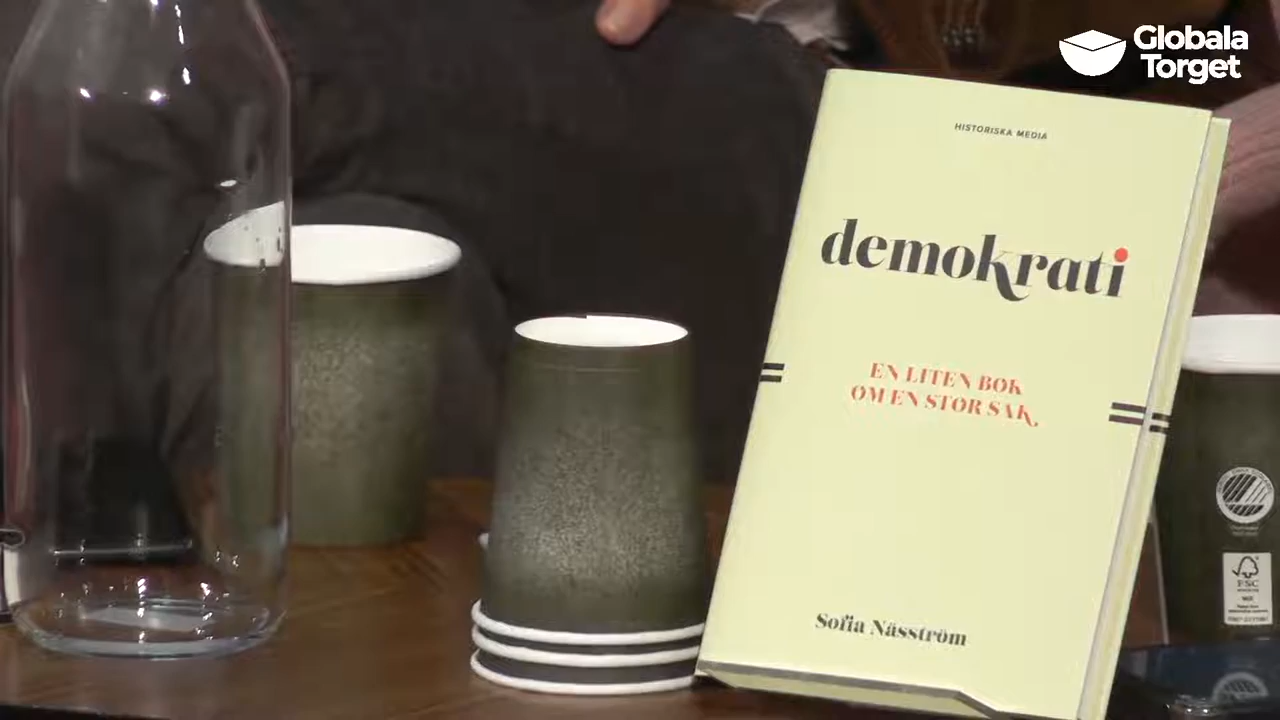 Globala
Torget
HISTORISKA MEDIA
demokrati
EN LITEN BOK
OM EN STOR SAK
Sofia Näsström
FSC